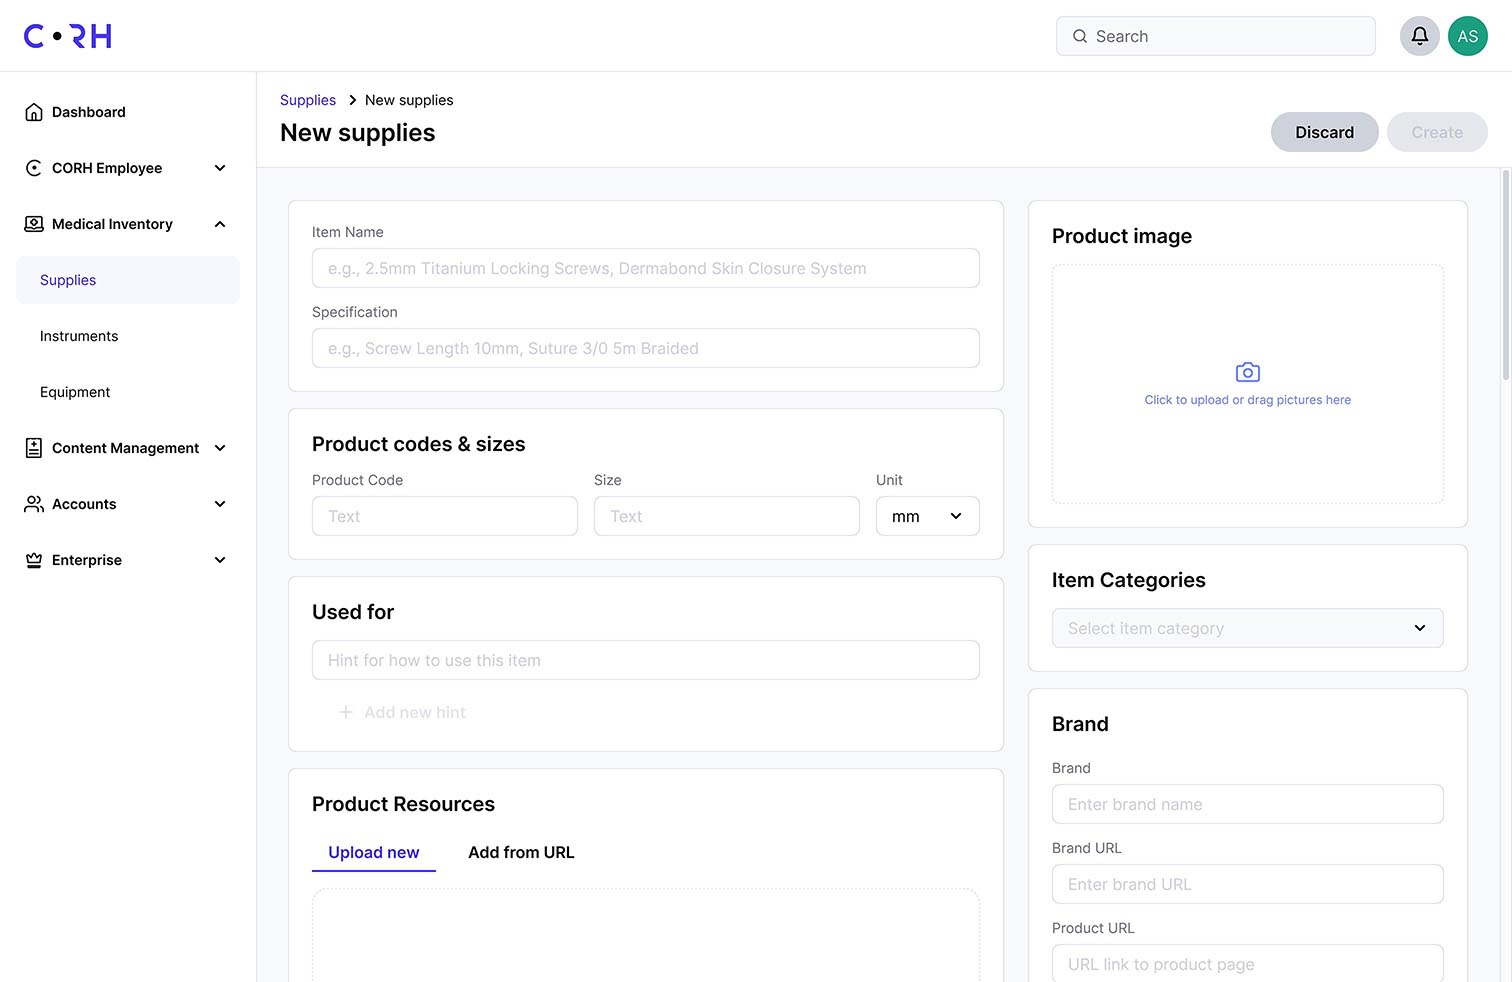 C•RH
Search
AS
Dashboard
CORH Employee
Medical Inventory
Supplies
Instruments
Equipment
Content Management
Accounts
Enterprise
Supplies > New supplies
New supplies
Discard
Create
Item Name
e.g., 2.5mm Titanium Locking Screws, Dermabond Skin Closure System
Specification
e.g., Screw Length 10mm, Suture 3/0 5m Braided
Product codes & sizes
Product Code
Size
Unit
Text
Text
mm
Used for
Hint for how to use this item
+ Add new hint
Product Resources
Upload new
Add from URL
Product image
Click to upload or drag pictures here
Item Categories
Select item category
Brand
Brand
Enter brand name
Brand URL
Enter brand URL
Product URL
URL link to product page